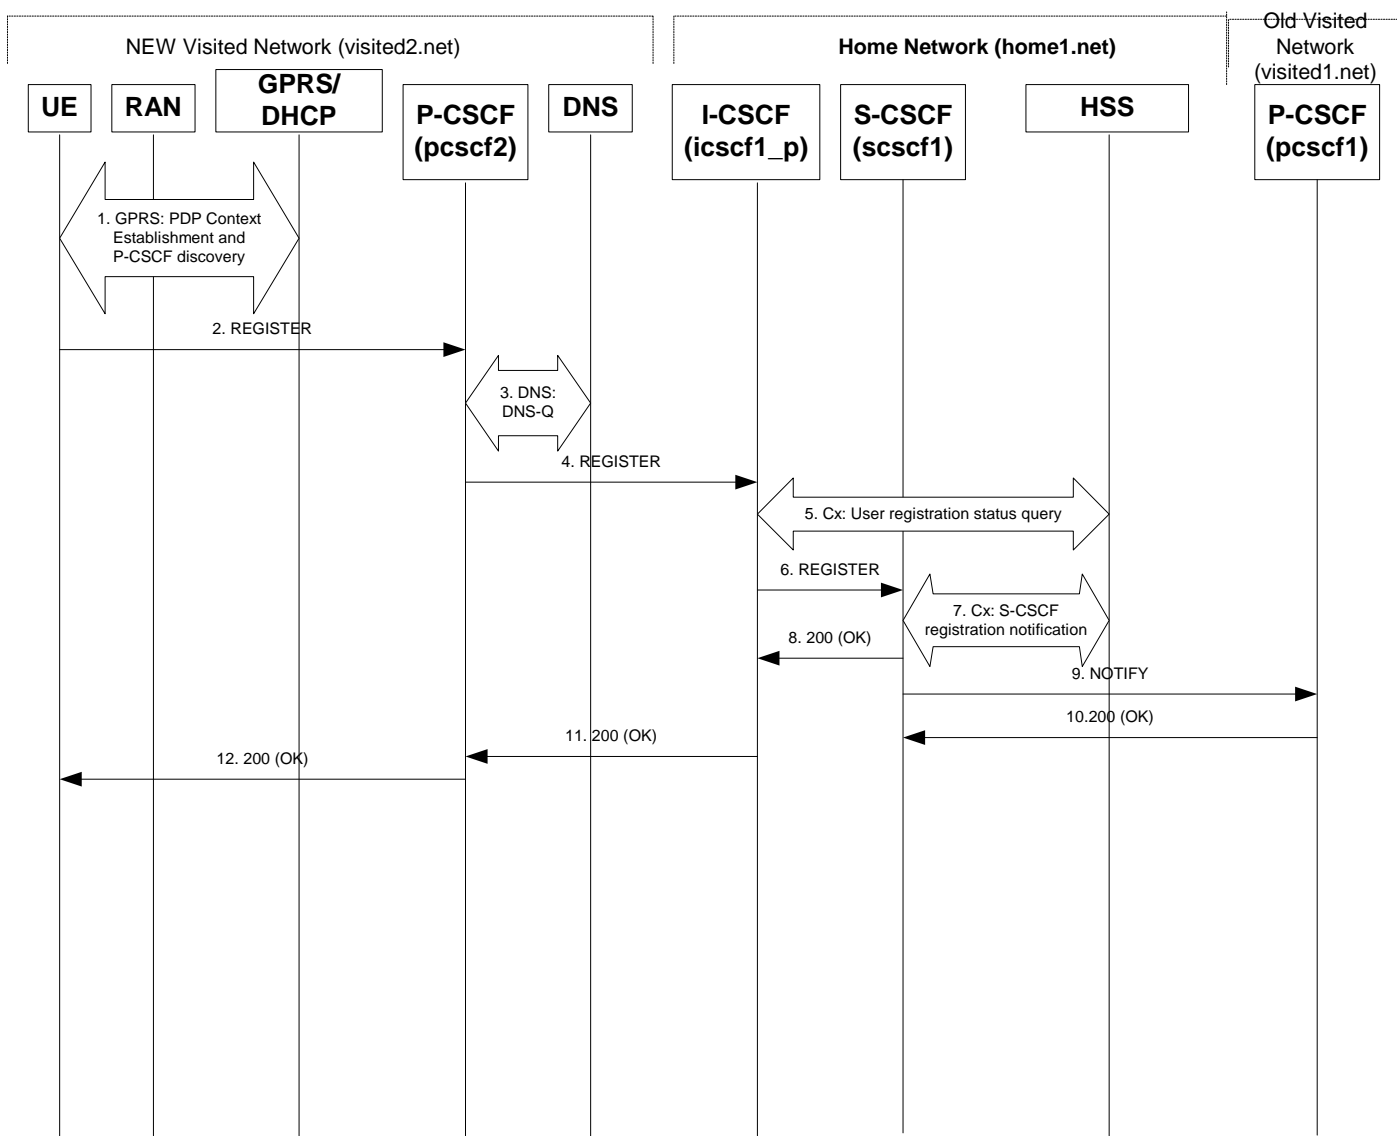 NEW Visited Network (visited2.net)
Home Network (home1.net)
Old Visited
Network
(visited1.net)
UE
RAN
GPRS/
DHCP
P-CSCF
(pcscf2)
DNS
I-CSCF
(icscf1_p)
S-CSCF
(scscf1)
HSS
P-CSCF
(pcscf1)
1. GPRS: PDP Context
Establishment and
P-CSCF discovery
2. REGISTER
3. DNS:
DNS-Q
4. REGISTER
5. Cx: User registration status query
6. REGISTER
7. Cx: S-CSCF
registration notification
8. 200 (OK)
9. NOTIFY
10.200 (OK)
11. 200 (OK)
12. 200 (OK)